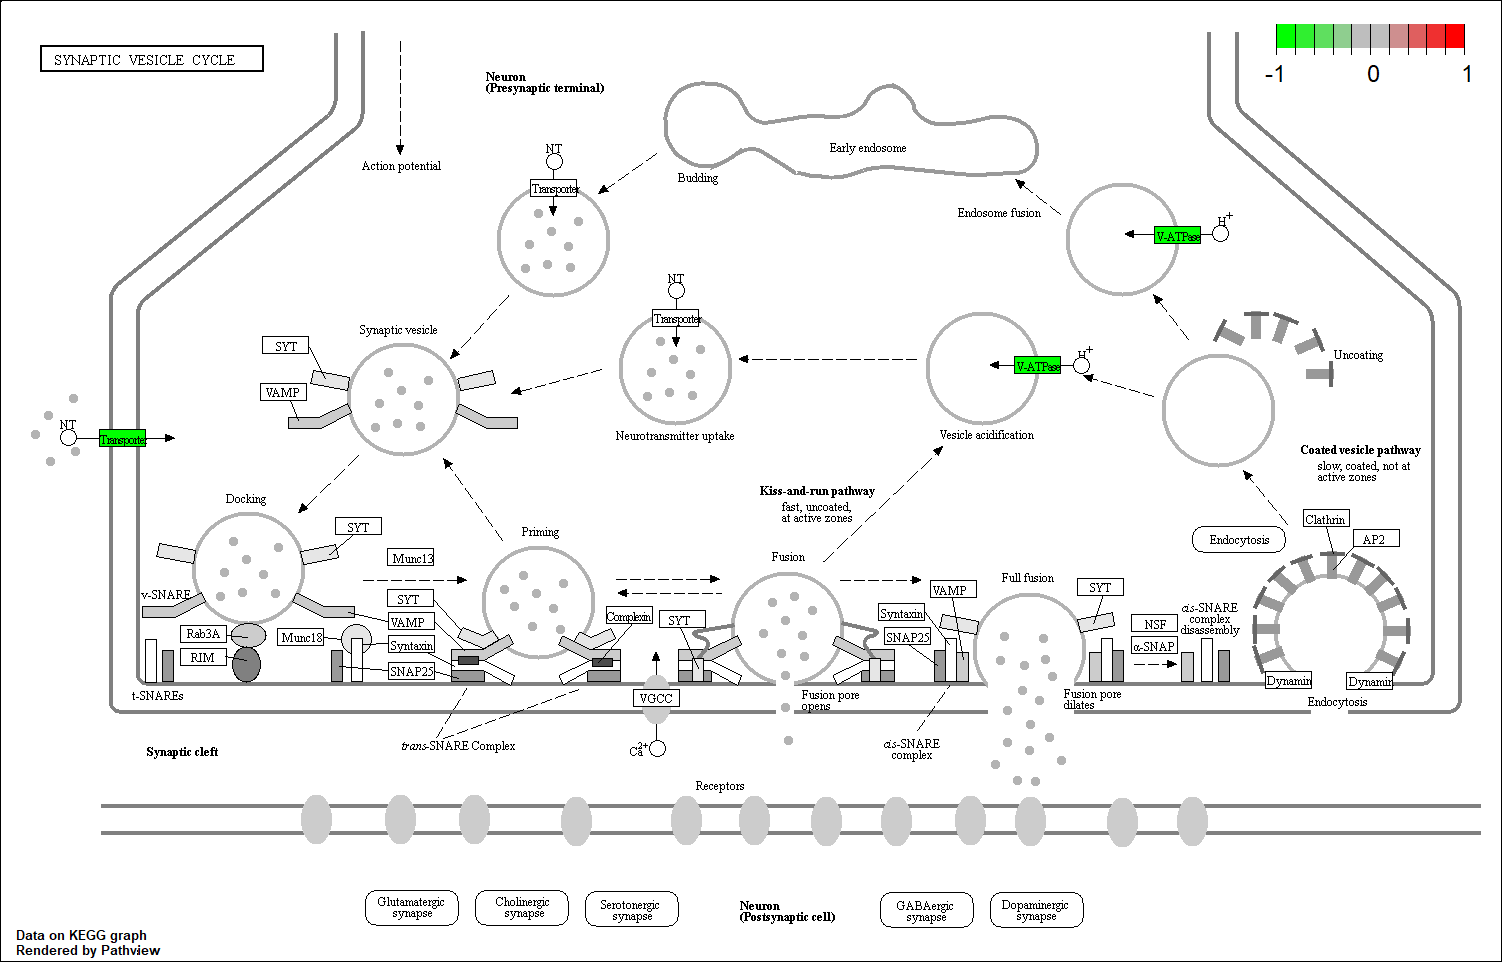 SYNAPTIC VESICLE CYCLE
-1 0 1
Neuron
(Presynaptic terminal)
Action potential
NT
Transporter
Budding
Early endosome
Endosome fusion
V-ATPase
H+
NT
Transporter
Synaptic vesicle
SYT
VAMP
Neurotransmitter uptake
V-ATPase
H+
Vesicle acidification
Uncoating
NT
Transporter
Coated vesicle pathway
slow, coated, not at
active zones
Kiss-and-run pathway
fast, uncoated,
at active zones
Docking
SYT
Munc13
Priming
Fusion
Full fusion
Endocytosis
Clathrin
AP2
v-SNARE
Rab3A
RIM
Munc18
t-SNAREs
SYT
VAMP
Syntaxin
SNAP25
Complexin
SYT
VGCC
Ca2+
trans-SNARE Complex
Fusion pore
opens
VAMP
Syntaxin
SNAP25
cis-SNARE
complex
SYT
NSF
α-SNAP
cis-SNARE
complex
disassembly
Fusion pore
dilates
Dynamin
Dynamin
Endocytosis
Synaptic cleft
Receptors
Glutamatergic
synapse
Cholinergic
synapse
Serotonergic
synapse
Neuron
(Postsynaptic cell)
GABAergic
synapse
Dopaminergic
synapse
Data on KEGG graph
Rendered by Pathview